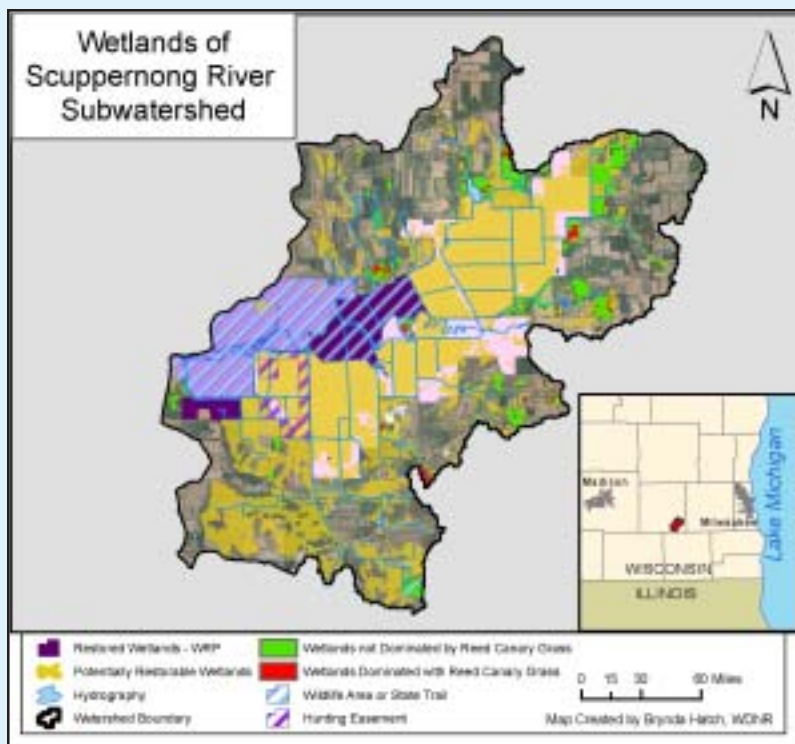 Wetlands of
Scuppernong River
Subwatershed
N
Madison
Milwaukee
Lake Michigan
WISCONSIN
ILLINOIS
Restored Wetlands - WRP
Potentially Restorable Wetlands
Hydrography
Watershed Boundary
Wetlands not Dominated by Reed Canary Grass
Wetlands Dominated with Reed Canary Grass
Wildlife Area or State Trail
Hunting Easement
0 15 30 60 Miles
Map Created by Brynda Hatch, WDNR